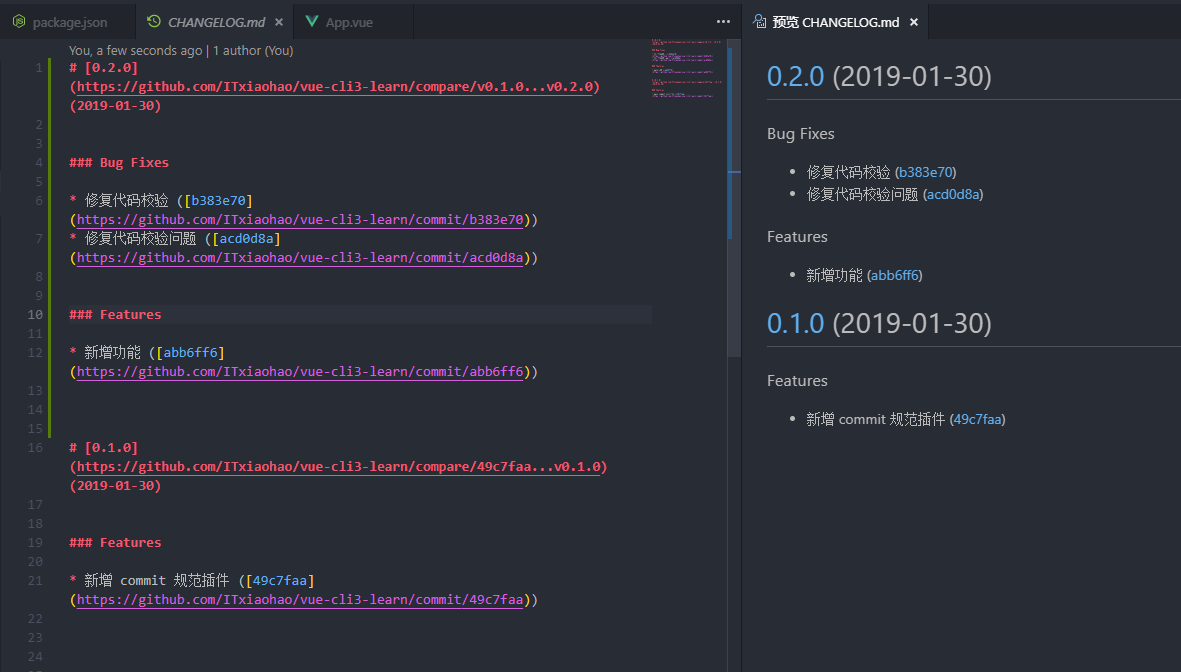 package.json
CHANGELOG.md ×
App.vue
预览 CHANGELOG.md ×
You, a few seconds ago | 1 author (You)
1 # [0.2.0]
(https://github.com/ITxiaohao/vue-cli3-learn/compare/v0.1.0...v0.2.0)
(2019-01-30)
2
3
4 ### Bug Fixes
5
6 * 修复代码校验 ([b383e70]
(https://github.com/ITxiaohao/vue-cli3-learn/commit/b383e70))
7 * 修复代码校验问题 ([acd0d8a]
(https://github.com/ITxiaohao/vue-cli3-learn/commit/acd0d8a))
8
9
10 ### Features
11
12 * 新增功能 ([abb6ff6]
(https://github.com/ITxiaohao/vue-cli3-learn/commit/abb6ff6))
13
14
15
16 # [0.1.0]
(https://github.com/ITxiaohao/vue-cli3-learn/compare/49c7faa...v0.1.0)
(2019-01-30)
17
18
19 ### Features
20
21 * 新增 commit 规范插件 ([49c7faa]
(https://github.com/ITxiaohao/vue-cli3-learn/commit/49c7faa))
22
23
24
0.2.0 (2019-01-30)
Bug Fixes
• 修复代码校验 (b383e70)
• 修复代码校验问题 (acd0d8a)
Features
• 新增功能 (abb6ff6)
0.1.0 (2019-01-30)
Features
• 新增 commit 规范插件 (49c7faa)